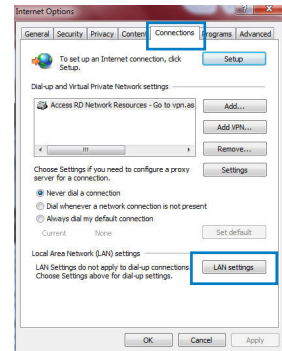 Internet Options
General Security Privacy Content Connections Programs Advanced
To set up an Internet connection, click
Setup.
Setup
Dial-up and Virtual Private Network settings
Access RD Network Resources - Go to vpn.as
Add...
Add VPN...
Remove...
Choose Settings if you need to configure a proxy
server for a connection.
Settings
Never dial a connection
Dial whenever a network connection is not present
Always dial my default connection
Current None
Set default
Local Area Network (LAN) settings
LAN Settings do not apply to dial-up connections.
Choose Settings above for dial-up settings.
LAN settings
OK Cancel Apply